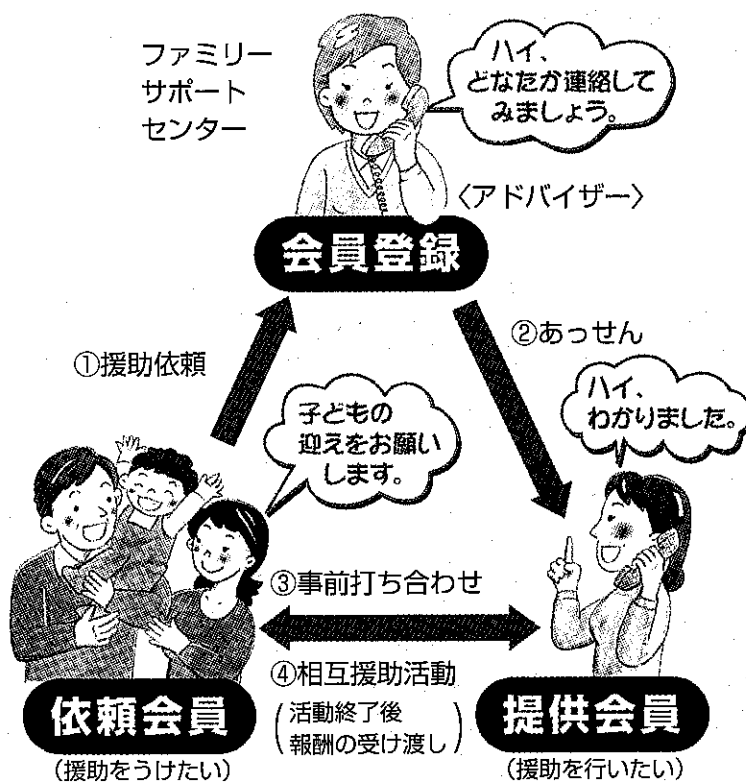 ファミリー
サポート
センター
ハイ、
どなたか連絡して
みましょう。
〈アドバイザー〉
会員登録
①援助依頼
②あっせん
子どもの
迎えをお願い
します。
ハイ、
わかりました。
③事前打ち合わせ
④相互援助活動
(活動終了後
報酬の受け渡し)
依頼会員
(援助をうけたい)
提供会員
(援助を行いたい)